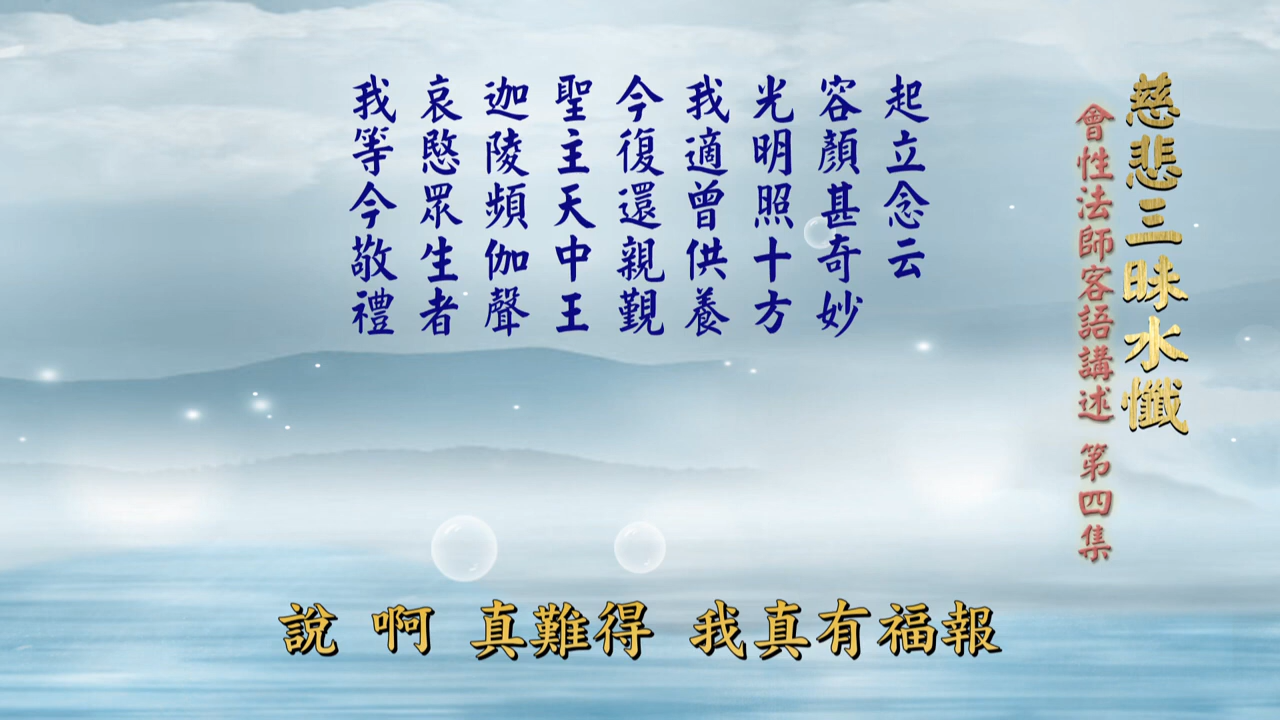 慈悲三昧水懺
會性法師客語講述 第四集
起立念云
容顏甚奇妙
光明照十方
我適曾供養
今復還親覲
聖主天中王
迦陵頻伽聲
哀愍眾生者
我等今敬禮
說 啊 真難得 我真有福報